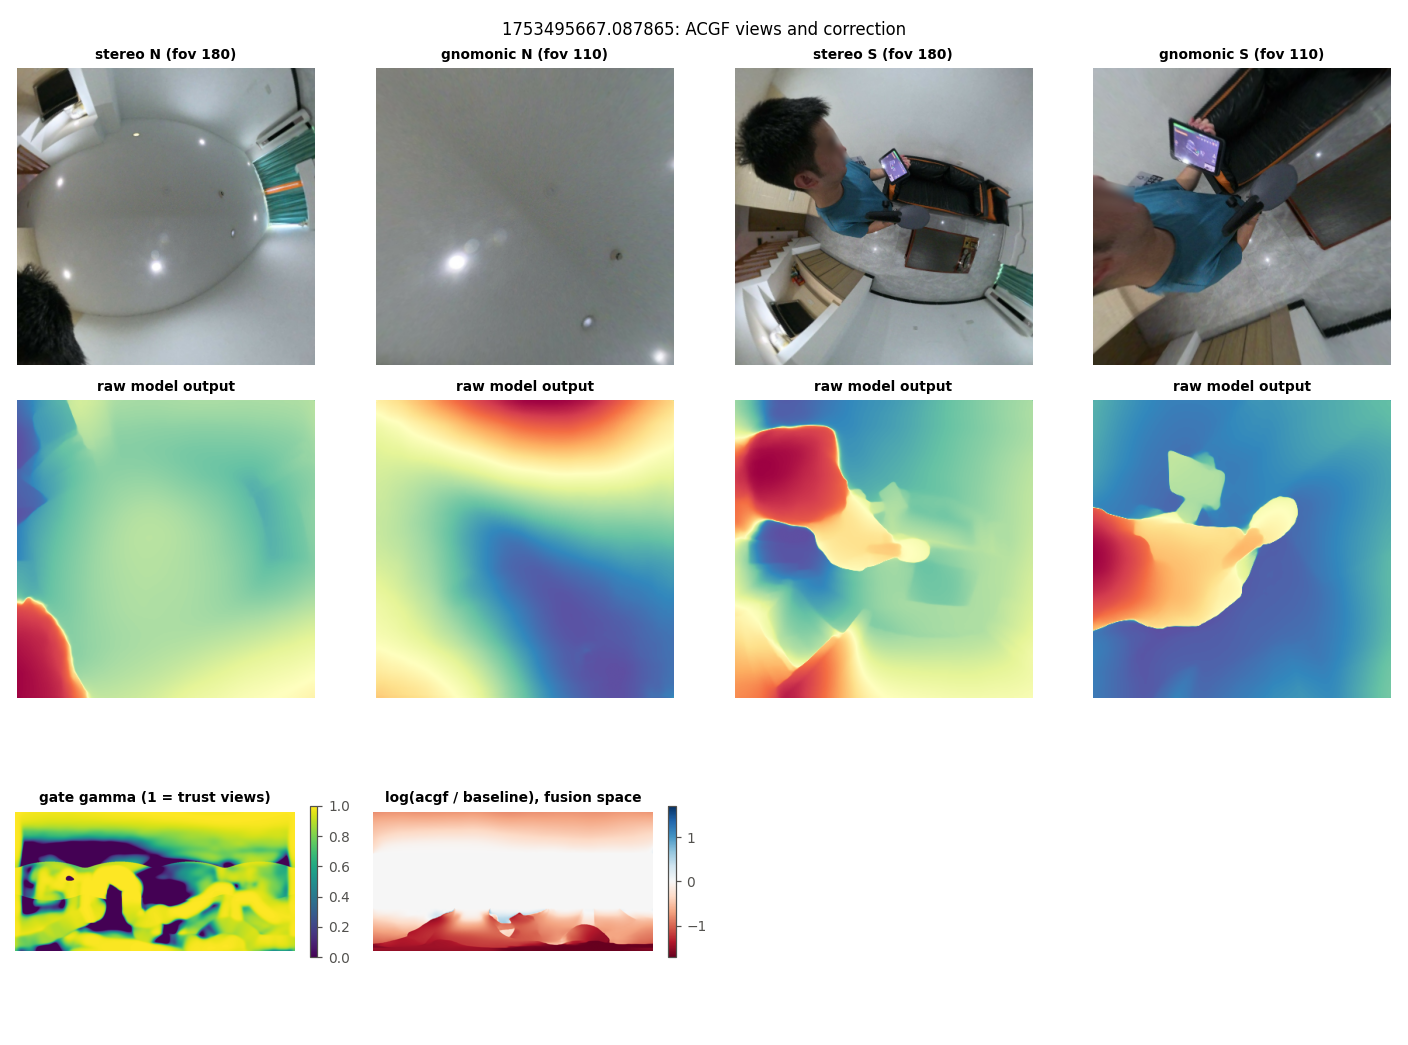 1753495667.087865: ACGF views and correction
stereo N (fov 180)
gnomonic N (fov 110)
stereo S (fov 180)
gnomonic S (fov 110)
raw model output
raw model output
raw model output
raw model output
gate gamma (1 = trust views)
1.0
0.8
0.6
0.4
0.2
0.0
log(acgf / baseline), fusion space
1
0
−1